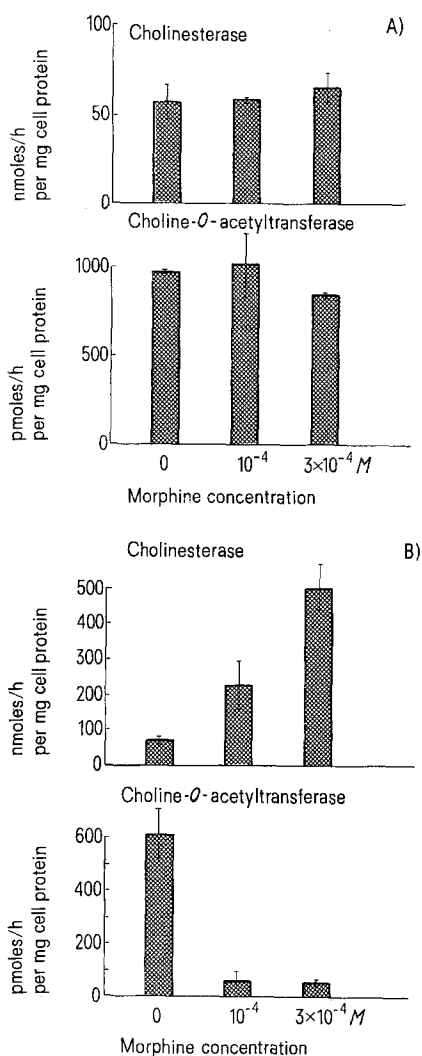 A)
Cholinesterase
100
50
0
nmoles/h
per mg cell protein
Choline-O-acetyltransferase
1000
500
0
pmoles/h
per mg cell protein
0 10⁻⁴ 3×10⁻⁴ M
Morphine concentration
B)
Cholinesterase
500
400
300
200
100
0
nmoles/h
per mg cell protein
Choline-O-acetyltransferase
600
400
200
0
pmoles/h
per mg cell protein
0 10⁻⁴ 3×10⁻⁴ M
Morphine concentration